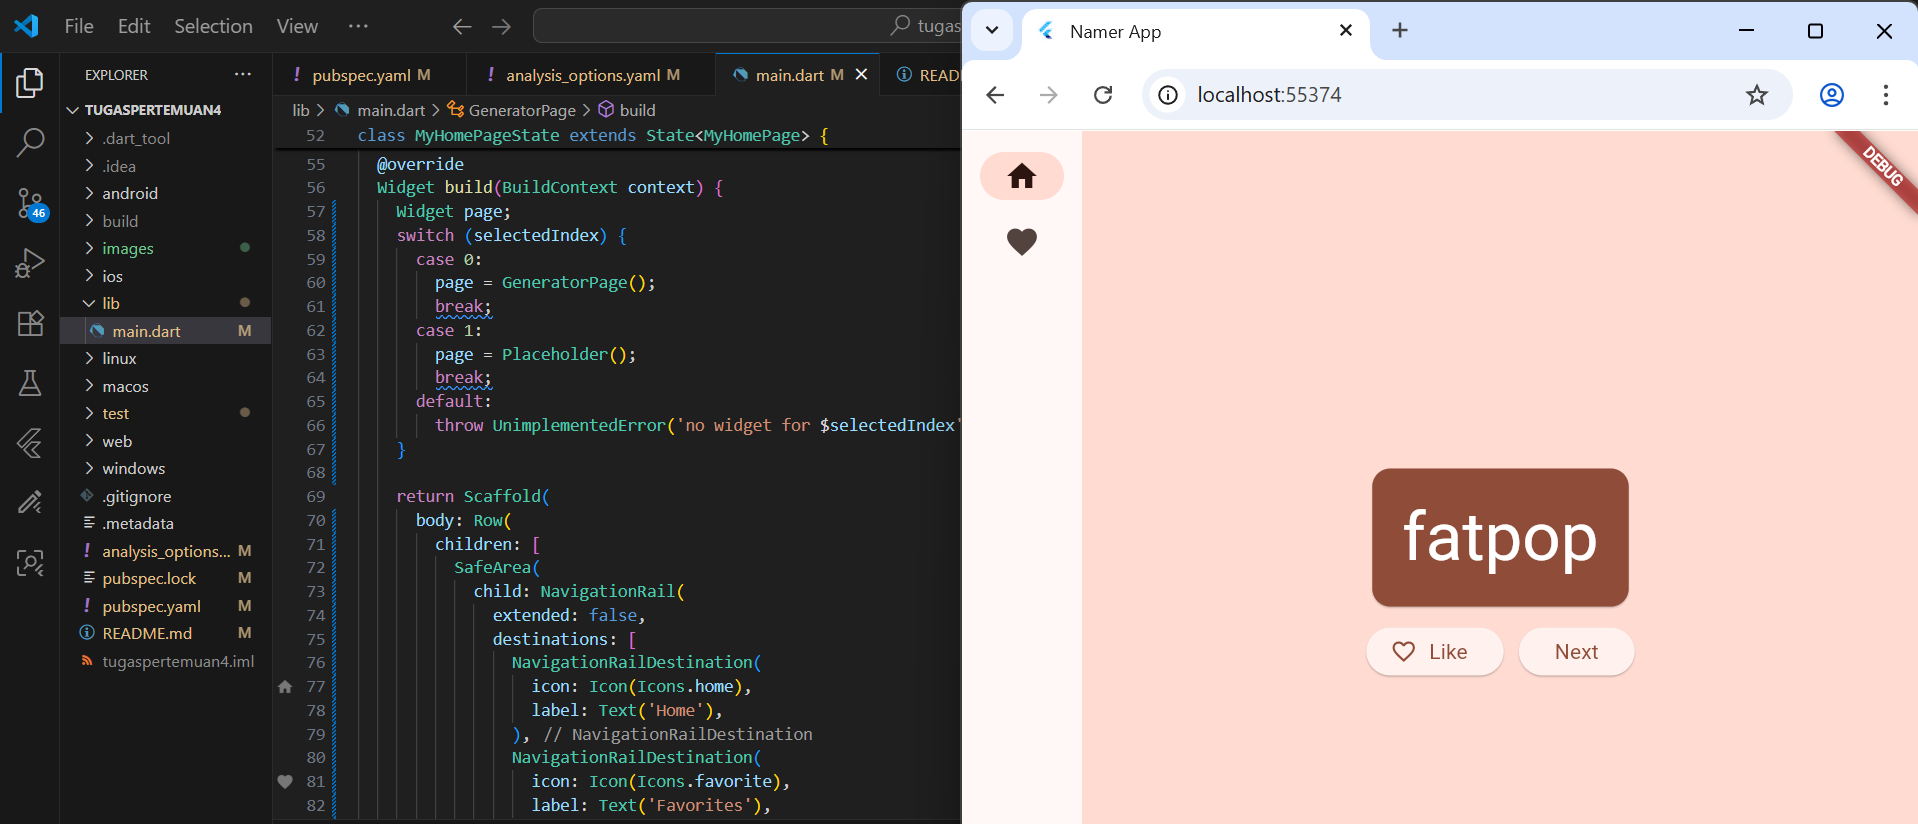 File Edit Selection View ···
tugas
EXPLORER ···
TUGASPERTEMUAN4
.dart_tool
.idea
android
build
images
ios
lib
main.dart M
linux
macos
test
web
windows
.gitignore
.metadata
analysis_options... M
pubspec.lock M
pubspec.yaml M
README.md M
tugaspertemuan4.iml
46
! pubspec.yaml M
! analysis_options.yaml M
main.dart M
READ
lib > main.dart > GeneratorPage > build
52 class MyHomePageState extends State<MyHomePage> {
55 @override
56 Widget build(BuildContext context) {
57 Widget page;
58 switch (selectedIndex) {
59 case 0:
60 page = GeneratorPage();
61 break;
62 case 1:
63 page = Placeholder();
64 break;
65 default:
66 throw UnimplementedError('no widget for $selectedIndex'
67 }
68
69 return Scaffold(
70 body: Row(
71 children: [
72 SafeArea(
73 child: NavigationRail(
74 extended: false,
75 destinations: [
76 NavigationRailDestination(
77 icon: Icon(Icons.home),
78 label: Text('Home'),
79 ), // NavigationRailDestination
80 NavigationRailDestination(
81 icon: Icon(Icons.favorite),
82 label: Text('Favorites'),
Namer App
localhost:55374
DEBUG
fatpop
Like
Next